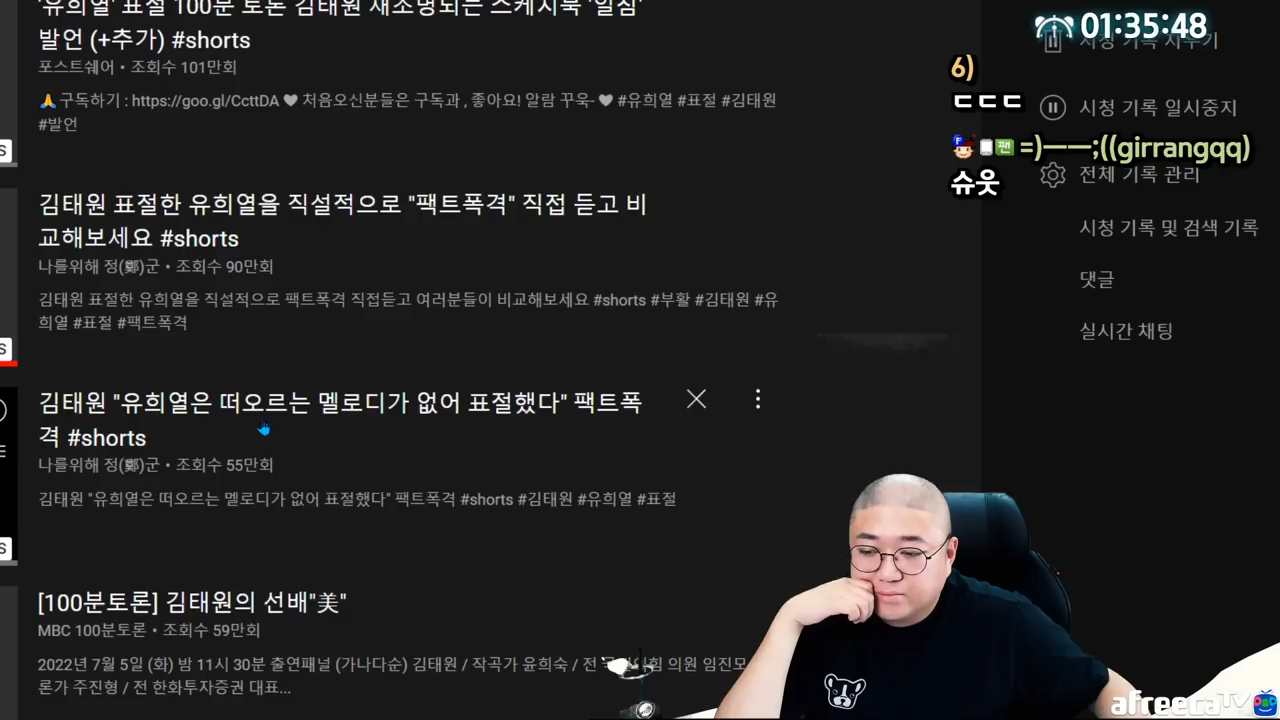 '유희열' 표절 100분 토론 김태원 재조명되는 스케치북 '일침'
발언 (+추가) #shorts
포스트쉐어 • 조회수 101만회
🙏구독하기 : https://goo.gl/CcttDA ♥ 처음오신분들은 구독과 , 좋아요! 알람 꾸욱- ♥ #유희열 #표절 #김태원
#발언
S
김태원 표절한 유희열을 직설적으로 "팩트폭격" 직접 듣고 비
교해보세요 #shorts
나를위해 정(鄭)군 • 조회수 90만회
김태원 표절한 유희열을 직설적으로 팩트폭격 직접듣고 여러분들이 비교해보세요 #shorts #부활 #김태원 #유
희열 #표절 #팩트폭격
S
김태원 "유희열은 떠오르는 멜로디가 없어 표절했다" 팩트폭
격 #shorts
나를위해 정(鄭)군 • 조회수 55만회
김태원 "유희열은 떠오르는 멜로디가 없어 표절했다" 팩트폭격 #shorts #김태원 #유희열 #표절
S
[100분토론] 김태원의 선배"美"
MBC 100분토론 • 조회수 59만회
2022년 7월 5일 (화) 밤 11시 30분 출연패널 (가나다순) 김태원 / 작곡가 윤희숙 / 전 의원 임진모
론가 주진형 / 전 한화투자증권 대표...
01:35:48
시청 기록 지우기
6)
ㄷㄷㄷ
시청 기록 일시중지
F 팬 =)――;((girrangqq)
슈웃
전체 기록 관리
시청 기록 및 검색 기록
댓글
실시간 채팅
afreecaTV